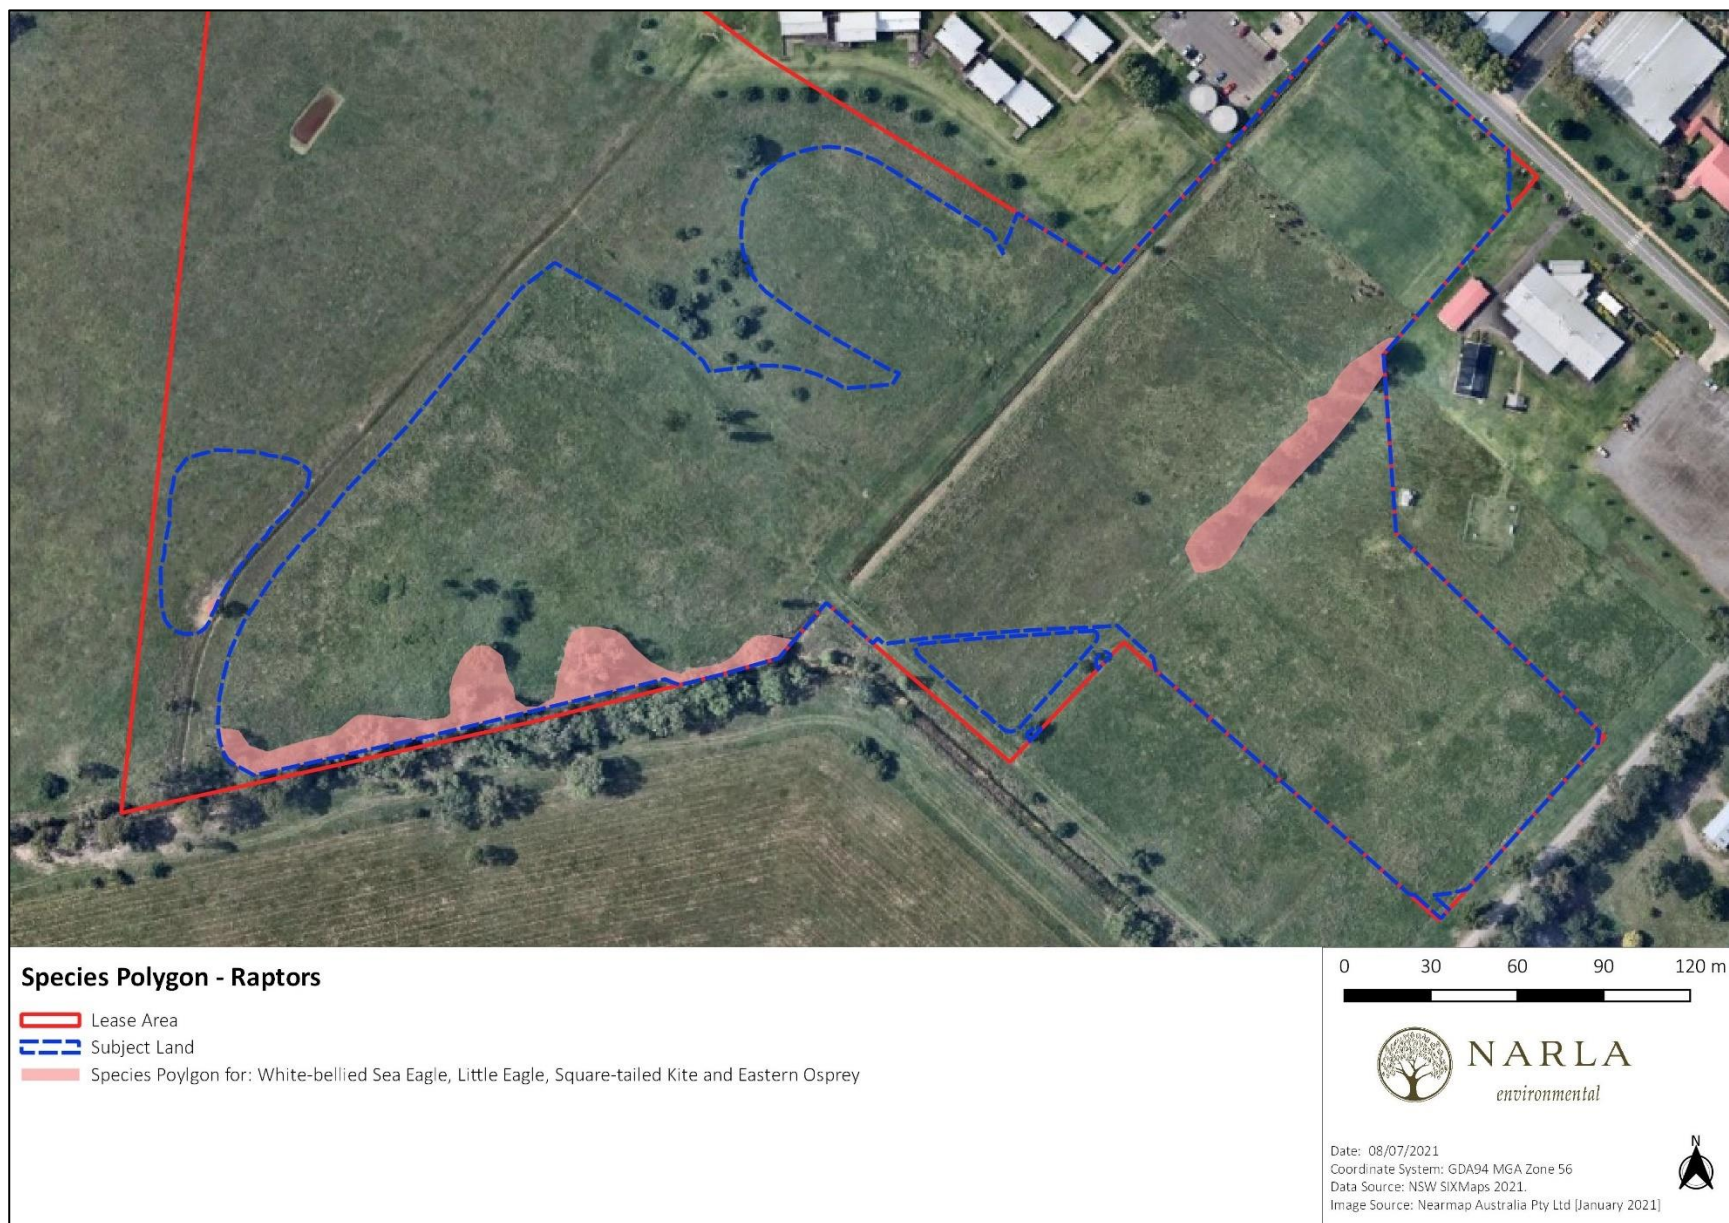 Species Polygon - Raptors
Lease Area
Subject Land
Species Poylgon for: White-bellied Sea Eagle, Little Eagle, Square-tailed Kite and Eastern Osprey
0 30 60 90 120 m
NARLA
environmental
N
Date: 08/07/2021
Coordinate System: GDA94 MGA Zone 56
Data Source: NSW SIXMaps 2021.
Image Source: Nearmap Australia Pty Ltd [January 2021]